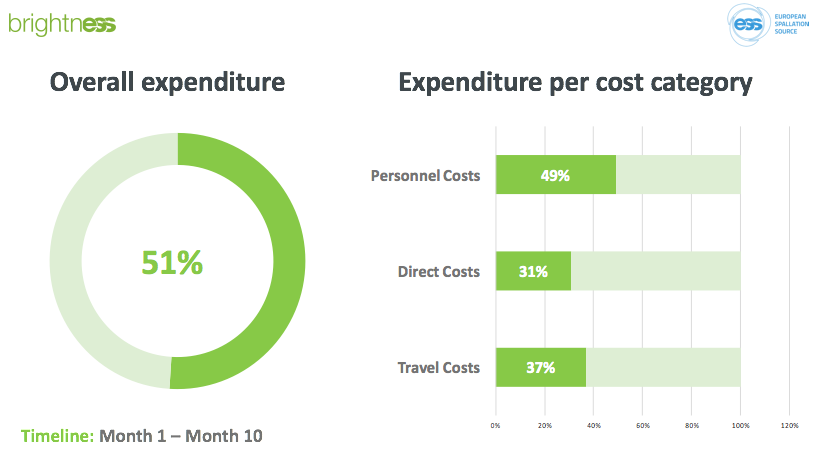 brightness
ess
EUROPEAN
SPALLATION
SOURCE
Overall expenditure
51%
Timeline: Month 1 – Month 10
Expenditure per cost category
Personnel Costs 49%
Direct Costs 31%
Travel Costs 37%
0% 20% 40% 60% 80% 100% 120%